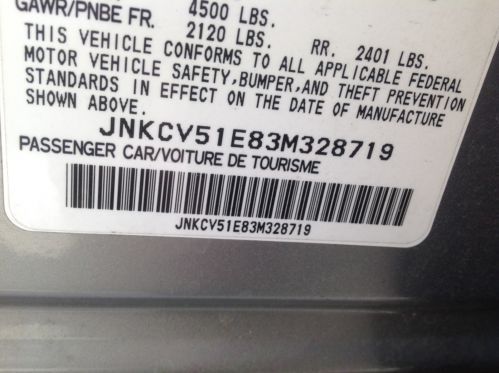 4500 LBS.
GAWR/PNBE FR. 2120 LBS. RR. 2401 LBS.
THIS VEHICLE CONFORMS TO ALL APPLICABLE FEDERAL
MOTOR VEHICLE SAFETY, BUMPER, AND THEFT PREVENTION
STANDARDS IN EFFECT ON THE DATE OF MANUFACTURE
SHOWN ABOVE.
JNKCV51E83M328719
PASSENGER CAR/VOITURE DE TOURISME
JNKCV51E83M328719